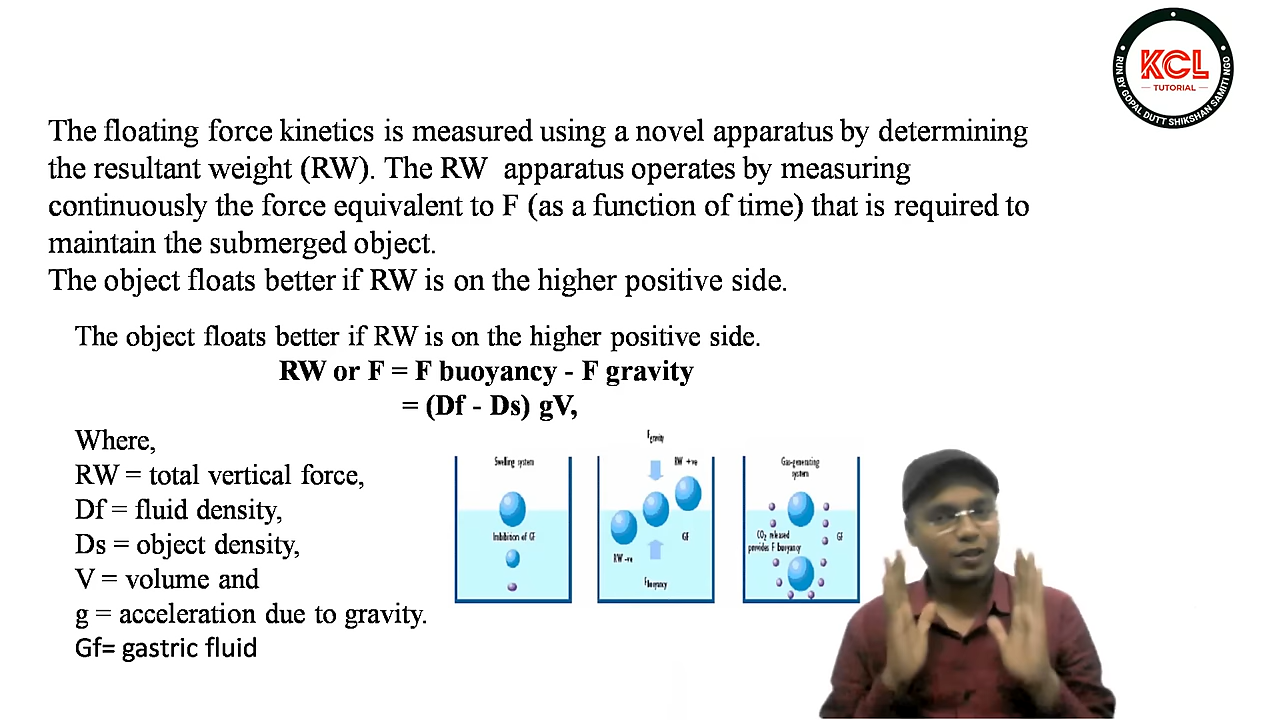 KCL
TUTORIAL
RUN BY GOPAL DUTT SHIKSHAN SAMITI NGO
The floating force kinetics is measured using a novel apparatus by determining
the resultant weight (RW). The RW apparatus operates by measuring
continuously the force equivalent to F (as a function of time) that is required to
maintain the submerged object.
The object floats better if RW is on the higher positive side.
The object floats better if RW is on the higher positive side.
RW or F = F buoyancy - F gravity
= (Df - Ds) gV,
Where,
RW = total vertical force,
Df = fluid density,
Ds = object density,
V = volume and
g = acceleration due to gravity.
Gf= gastric fluid
Swelling system
Imbibition of GF
Fgravity
RW +ve
GF
RW -ve
Fbuoyancy
Gas-generating
system
CO₂ released
provides F buoyancy
GF